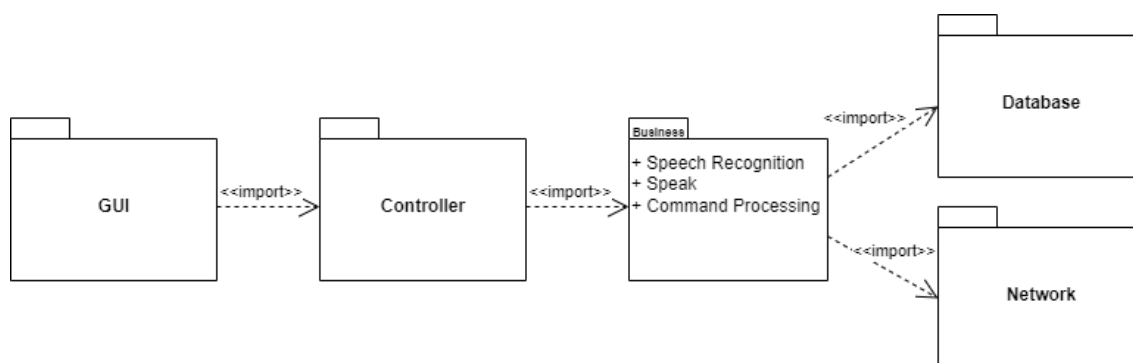 GUI
<<import>>
Controller
<<import>>
Business
+ Speech Recognition
+ Speak
+ Command Processing
<<import>>
Database
<<import>>
Network